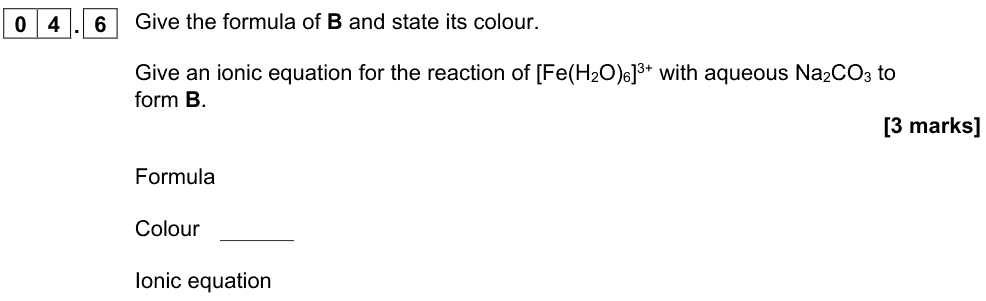 0 4 . 6 Give the formula of B and state its colour.
Give an ionic equation for the reaction of [Fe(H₂O)₆]³⁺ with aqueous Na₂CO₃ to
form B.
[3 marks]
Formula
Colour
Ionic equation